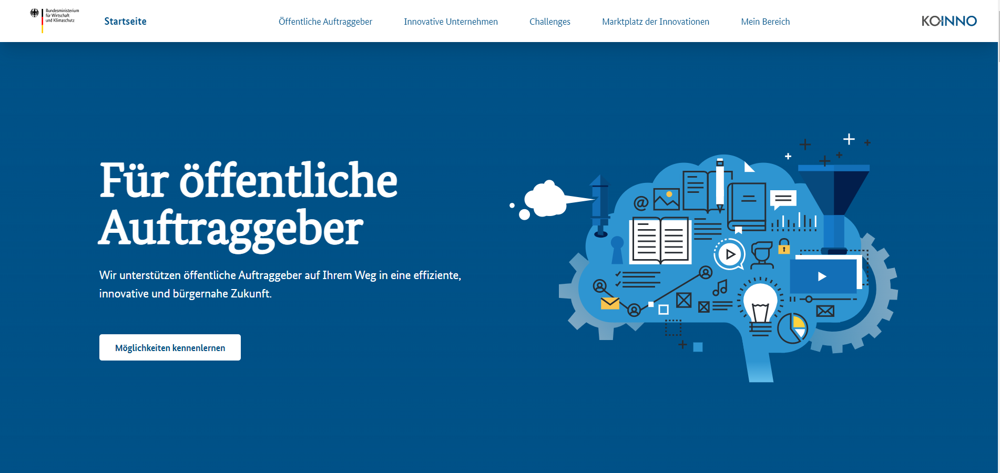 Bundesministerium
für Wirtschaft
und Klimaschutz
Startseite
Öffentliche Auftraggeber
Innovative Unternehmen
Challenges
Marktplatz der Innovationen
Mein Bereich
KOINNO
Für öffentliche
Auftraggeber
Wir unterstützen öffentliche Auftraggeber auf Ihrem Weg in eine effiziente,
innovative und bürgernahe Zukunft.
Möglichkeiten kennenlernen
@